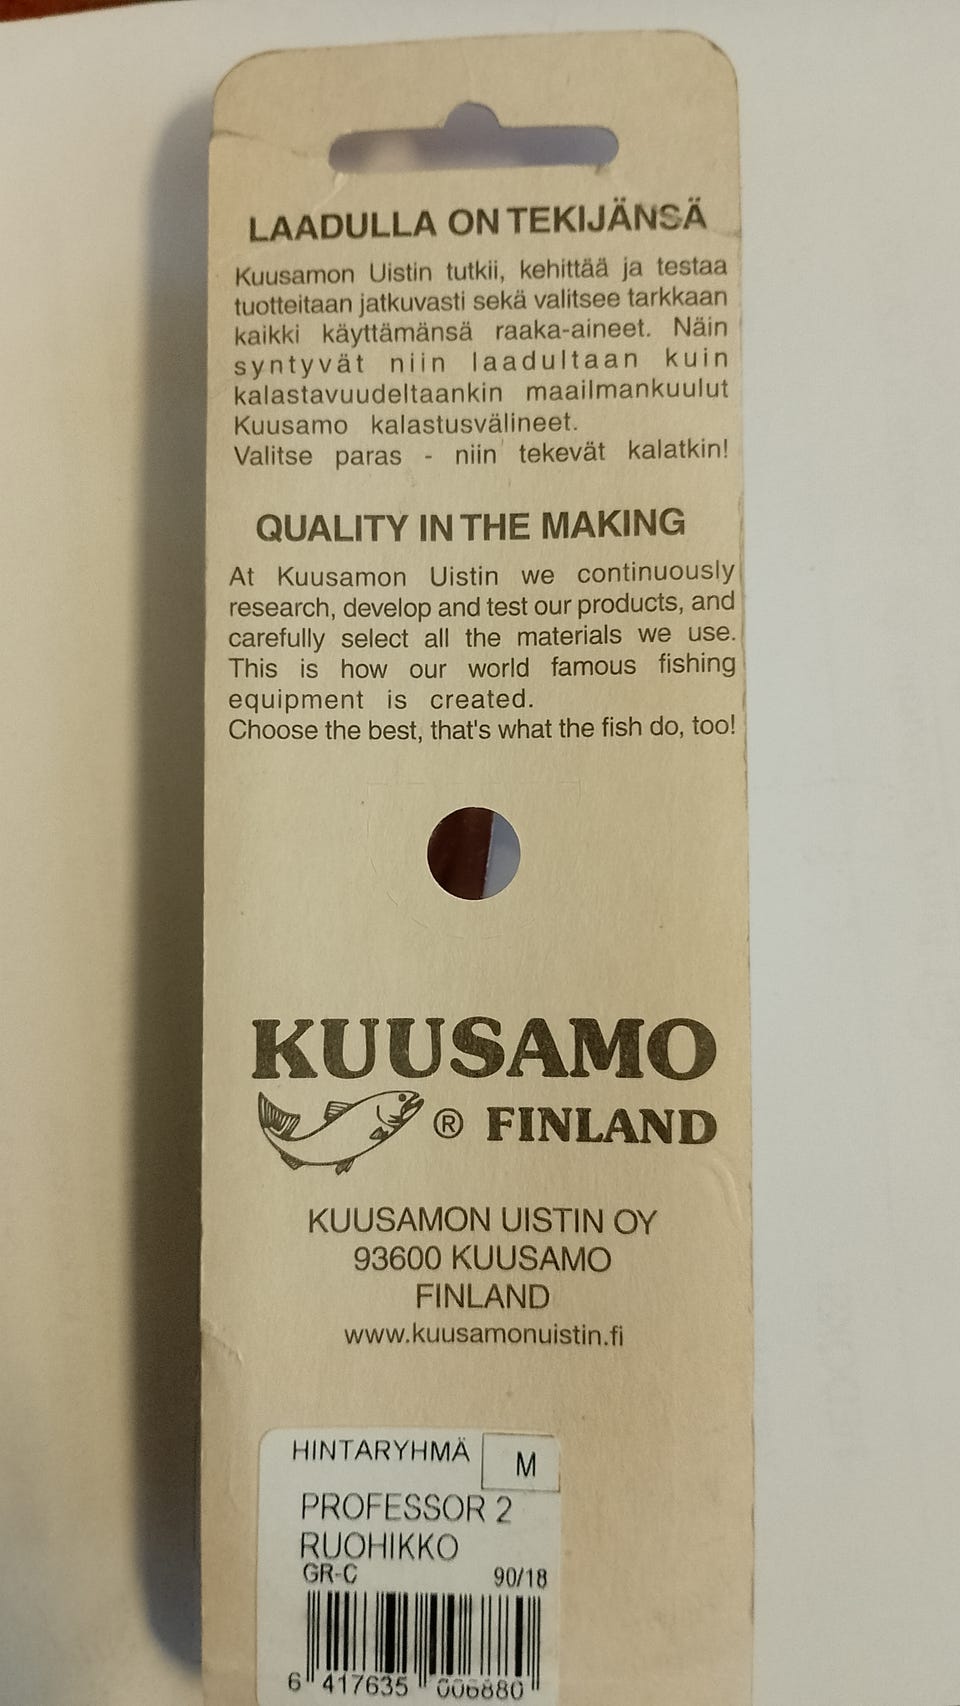 LAADULLA ON TEKIJÄNSÄ
Kuusamon Uistin tutkii, kehittää ja testaa
tuotteitaan jatkuvasti sekä valitsee tarkkaan
kaikki käyttämänsä raaka-aineet. Näin
syntyvät niin laadultaan kuin
kalastavuudeltaankin maailmankuulut
Kuusamo kalastusvälineet.
Valitse paras - niin tekevät kalatkin!
QUALITY IN THE MAKING
At Kuusamon Uistin we continuously
research, develop and test our products, and
carefully select all the materials we use.
This is how our world famous fishing
equipment is created.
Choose the best, that's what the fish do, too!
KUUSAMO
® FINLAND
KUUSAMON UISTIN OY
93600 KUUSAMO
FINLAND
www.kuusamonuistin.fi
HINTARYHMÄ M
PROFESSOR 2
RUOHIKKO
GR-C 90/18
6 417635 006880